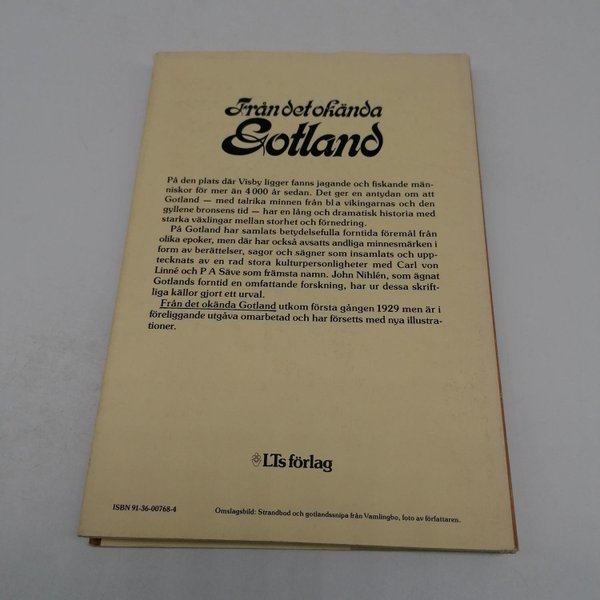 Från det okända
Gotland
På den plats där Visby ligger fanns jagande och fiskande män-
niskor för mer än 4 000 år sedan. Det ger en antydan om att
Gotland — med talrika minnen från bl a vikingarnas och den
gyllene bronsens tid — har en lång och dramatisk historia med
starka växlingar mellan storhet och förnedring.
På Gotland har samlats betydelsefulla forntida föremål från
olika epoker, men där har också avsatts andliga minnesmärken i
form av berättelser, sagor och sägner som insamlats och upp-
tecknats av en rad stora kulturpersonligheter med Carl von
Linné och P A Säve som främsta namn. John Nihlén, som ägnat
Gotlands forntid en omfattande forskning, har ur dessa skrift-
liga källor gjort ett urval.
Från det okända Gotland utkom första gången 1929 men är i
föreliggande utgåva omarbetad och har försetts med nya illustra-
tioner.
LTs förlag
ISBN 91-36-00768-4
Omslagsbild: Strandbod och gotlandssnipa från Vamlingbo, foto av författaren.